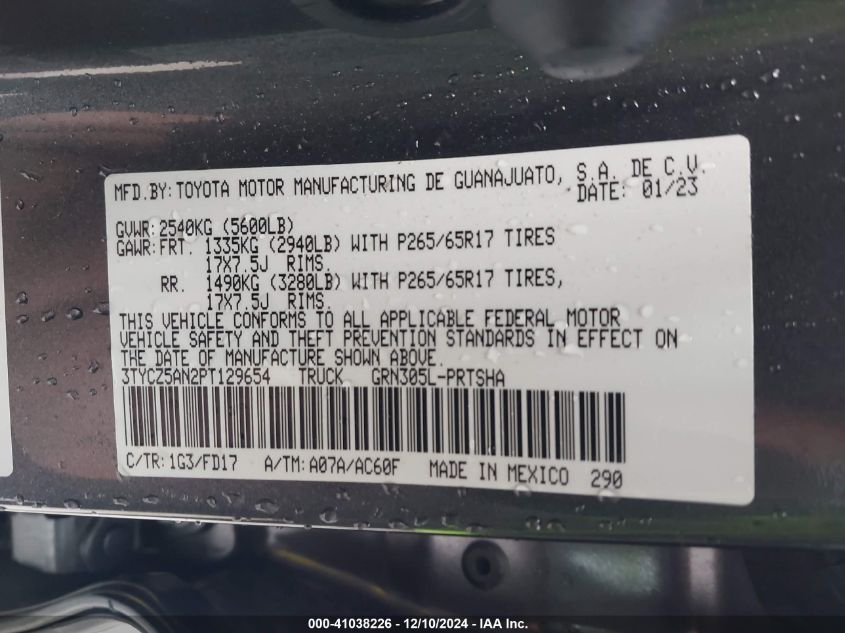 MFD.BY: TOYOTA MOTOR MANUFACTURING DE GUANAJUATO, S.A. DE C.V.
DATE: 01/23
GVWR: 2540KG (5600LB)
GAWR: FRT. 1335KG (2940LB) WITH P265/65R17 TIRES
17X7.5J RIMS.
RR. 1490KG (3280LB) WITH P265/65R17 TIRES,
17X7.5J RIMS.
THIS VEHICLE CONFORMS TO ALL APPLICABLE FEDERAL MOTOR
VEHICLE SAFETY AND THEFT PREVENTION STANDARDS IN EFFECT ON
THE DATE OF MANUFACTURE SHOWN ABOVE.
3TYCZ5AN2PT129654 TRUCK GRN305L-PRTSHA
C/TR: 1G3/FD17 A/TM: A07A/AC60F MADE IN MEXICO 290
000-41038226 - 12/10/2024 - IAA Inc.